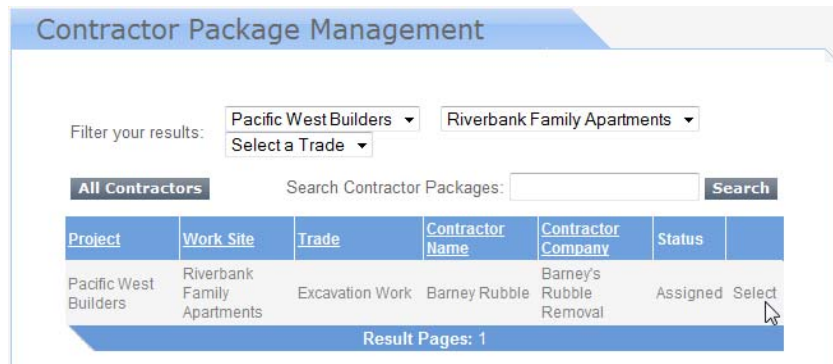 Contractor Package Management
Filter your results: Pacific West Builders Riverbank Family Apartments
Select a Trade
All Contractors Search Contractor Packages: Search
Project Work Site Trade Contractor Name Contractor Company Status
Pacific West Builders Riverbank Family Apartments Excavation Work Barney Rubble Barney's Rubble Removal Assigned Select
Result Pages: 1